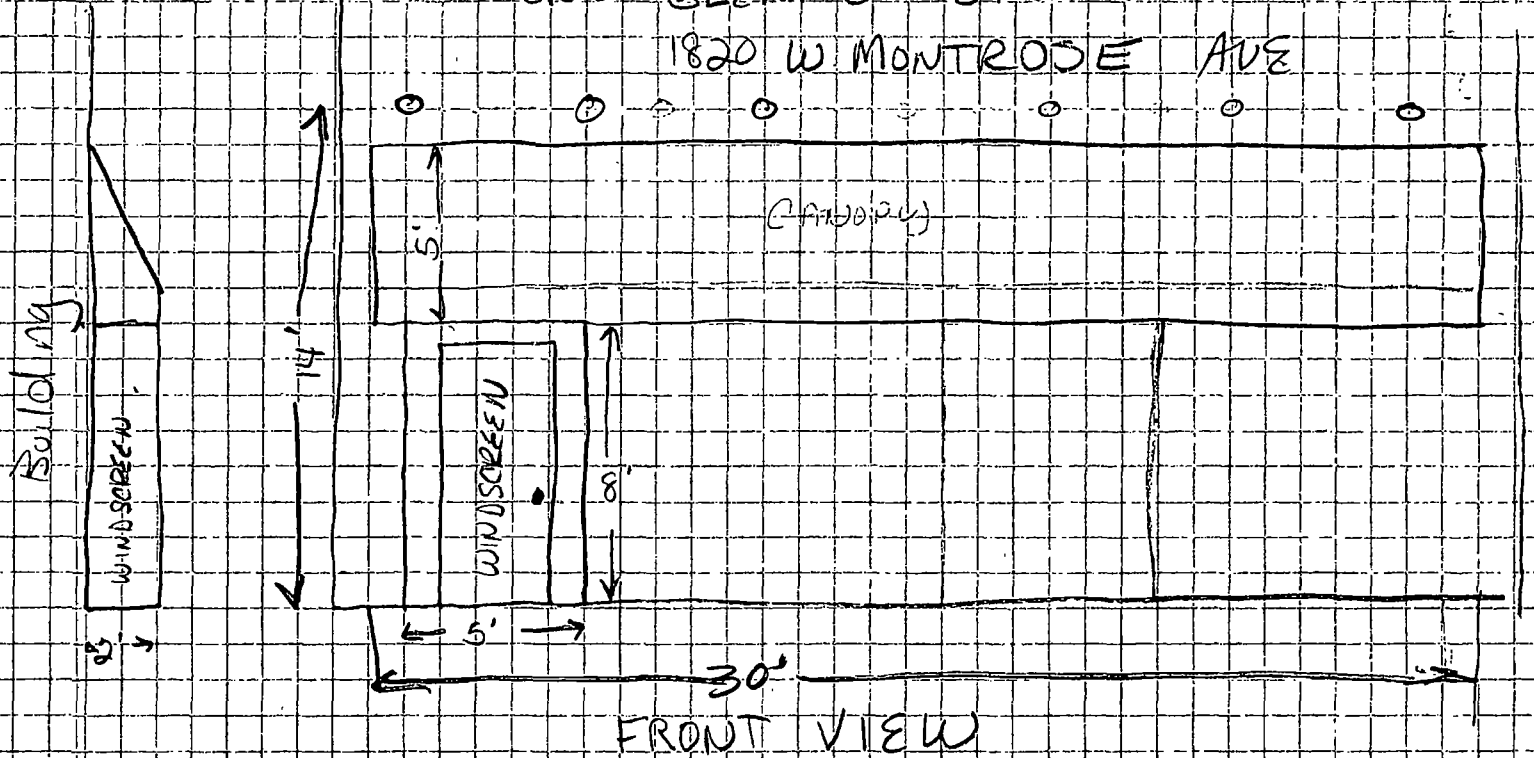 1820 W MONTROSE AVE
(CANOPY)
5'
14'
Building
WINDSCREEN
WINDSCREEN
8'
2'
5'
30'
FRONT VIEW